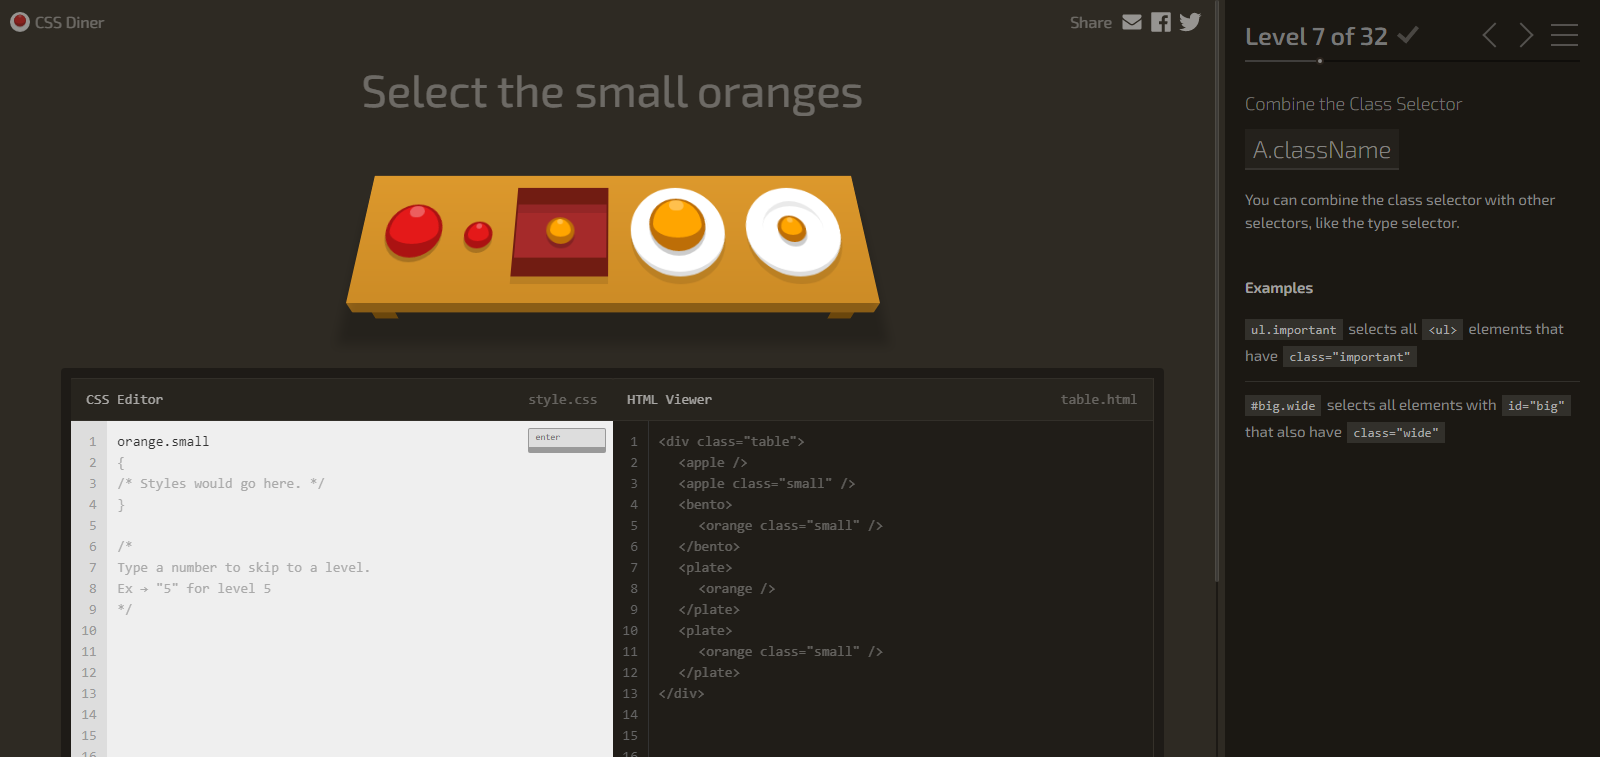 CSS Diner
Share
Select the small oranges
CSS Editor
style.css
1 orange.small
2 {
3 /* Styles would go here. */
4 }
5
6 /*
7 Type a number to skip to a level.
8 Ex → "5" for level 5
9 */
10
11
12
13
14
15
16
enter
HTML Viewer
table.html
1 <div class="table">
2 <apple />
3 <apple class="small" />
4 <bento>
5 <orange class="small" />
6 </bento>
7 <plate>
8 <orange />
9 </plate>
10 <plate>
11 <orange class="small" />
12 </plate>
13 </div>
14
15
16
Level 7 of 32
Combine the Class Selector
A.className
You can combine the class selector with other
selectors, like the type selector.
Examples
ul.important selects all <ul> elements that
have class="important"
#big.wide selects all elements with id="big"
that also have class="wide"